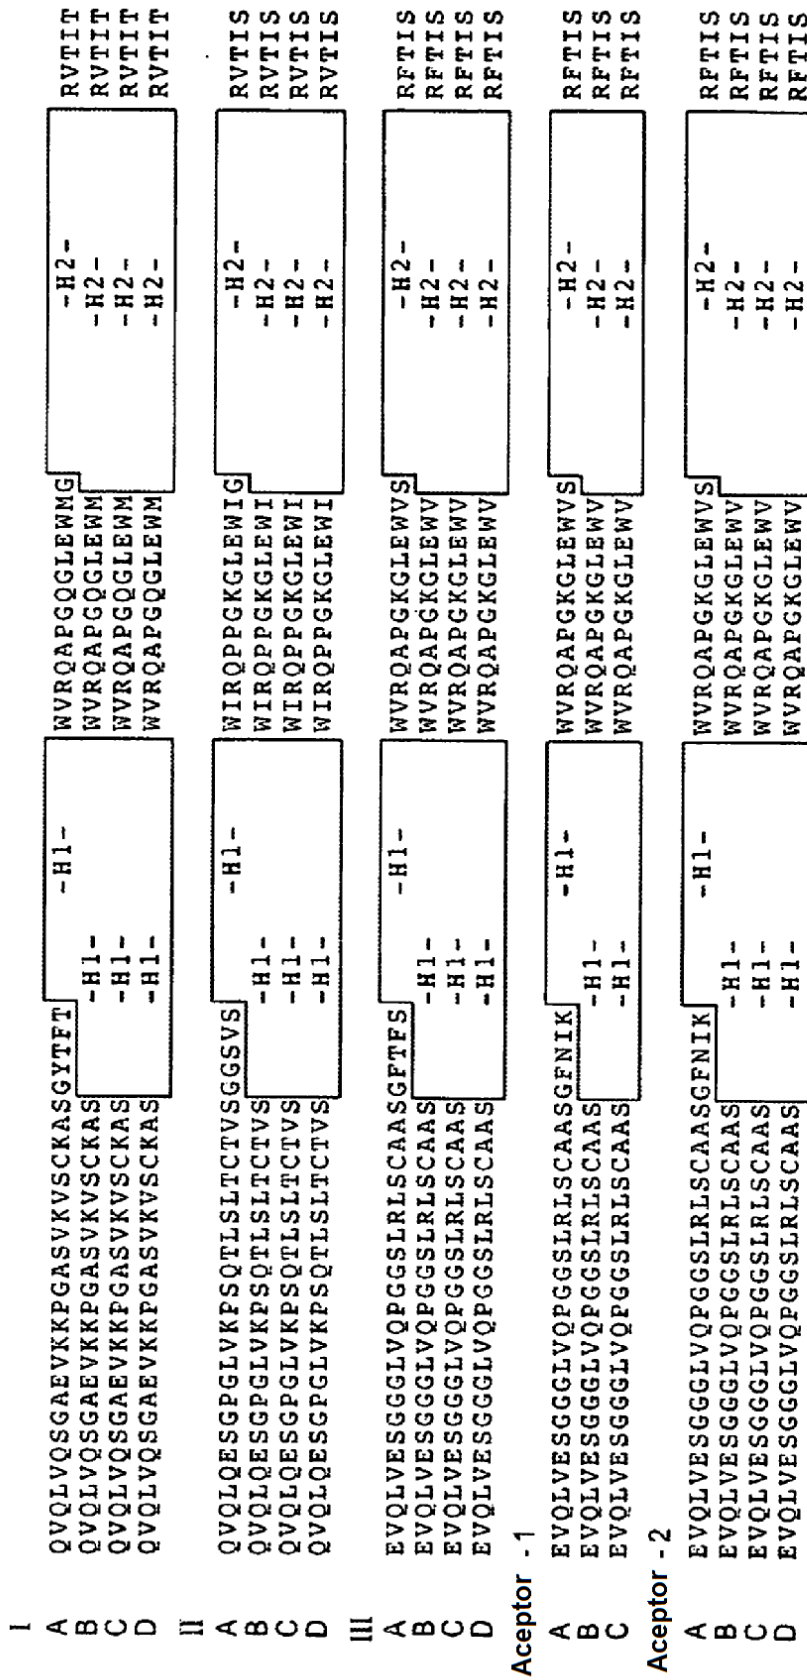 I
A QVQLVQSGAEVKKPGASVKVSCKASGYTFT -H1- WVRQAPGQGLEWMG -H2- RVTIT
B QVQLVQSGAEVKKPGASVKVSCKAS -H1- WVRQAPGQGLEWM -H2- RVTIT
C QVQLVQSGAEVKKPGASVKVSCKAS -H1- WVRQAPGQGLEWM -H2- RVTIT
D QVQLVQSGAEVKKPGASVKVSCKAS -H1- WVRQAPGQGLEWM -H2- RVTIT
II
A QVQLQESGPGLVKPSQTLSLTCTVSGGSVS -H1- WIRQPPGKGLEWIG -H2- RVTIS
B QVQLQESGPGLVKPSQTLSLTCTVS -H1- WIRQPPGKGLEWI -H2- RVTIS
C QVQLQESGPGLVKPSQTLSLTCTVS -H1- WIRQPPGKGLEWI -H2- RVTIS
D QVQLQESGPGLVKPSQTLSLTCTVS -H1- WIRQPPGKGLEWI -H2- RVTIS
III
A EVQLVESGGGLVQPGGSLRLSCAASGFTFS -H1- WVRQAPGKGLEWVS -H2- RFTIS
B EVQLVESGGGLVQPGGSLRLSCAAS -H1- WVRQAPGKGLEWV -H2- RFTIS
C EVQLVESGGGLVQPGGSLRLSCAAS -H1- WVRQAPGKGLEWV -H2- RFTIS
D EVQLVESGGGLVQPGGSLRLSCAAS -H1- WVRQAPGKGLEWV -H2- RFTIS
Aceptor - 1
A EVQLVESGGGLVQPGGSLRLSCAASGFNIK -H1- WVRQAPGKGLEWVS -H2- RFTIS
B EVQLVESGGGLVQPGGSLRLSCAAS -H1- WVRQAPGKGLEWV -H2- RFTIS
C EVQLVESGGGLVQPGGSLRLSCAAS -H1- WVRQAPGKGLEWV -H2- RFTIS
Aceptor - 2
A EVQLVESGGGLVQPGGSLRLSCAASGFNIK -H1- WVRQAPGKGLEWVS -H2- RFTIS
B EVQLVESGGGLVQPGGSLRLSCAAS -H1- WVRQAPGKGLEWV -H2- RFTIS
C EVQLVESGGGLVQPGGSLRLSCAAS -H1- WVRQAPGKGLEWV -H2- RFTIS
D EVQLVESGGGLVQPGGSLRLSCAAS -H1- WVRQAPGKGLEWV -H2- RFTIS